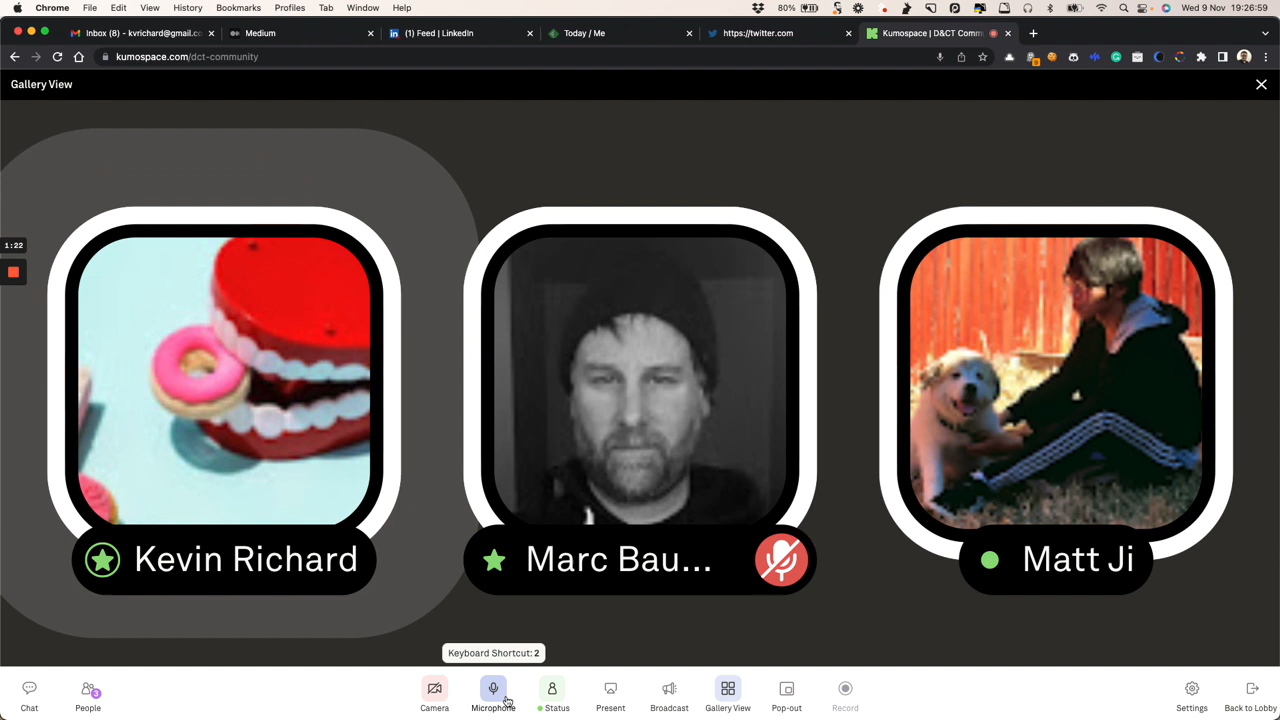 Chrome File Edit View History Bookmarks Profiles Tab Window Help 80% Wed 9 Nov 19:26:59
Inbox (8) - kvrichard@gmail.co Medium (1) Feed | LinkedIn Today / Me https://twitter.com Kumospace | D&CT Comm
kumospace.com/dct-community
Gallery View
1:22
Kevin Richard Marc Bau... Matt Ji
Keyboard Shortcut: 2
3
Chat People Camera Microphone Status Present Broadcast Gallery View Pop-out Record Settings Back to Lobby